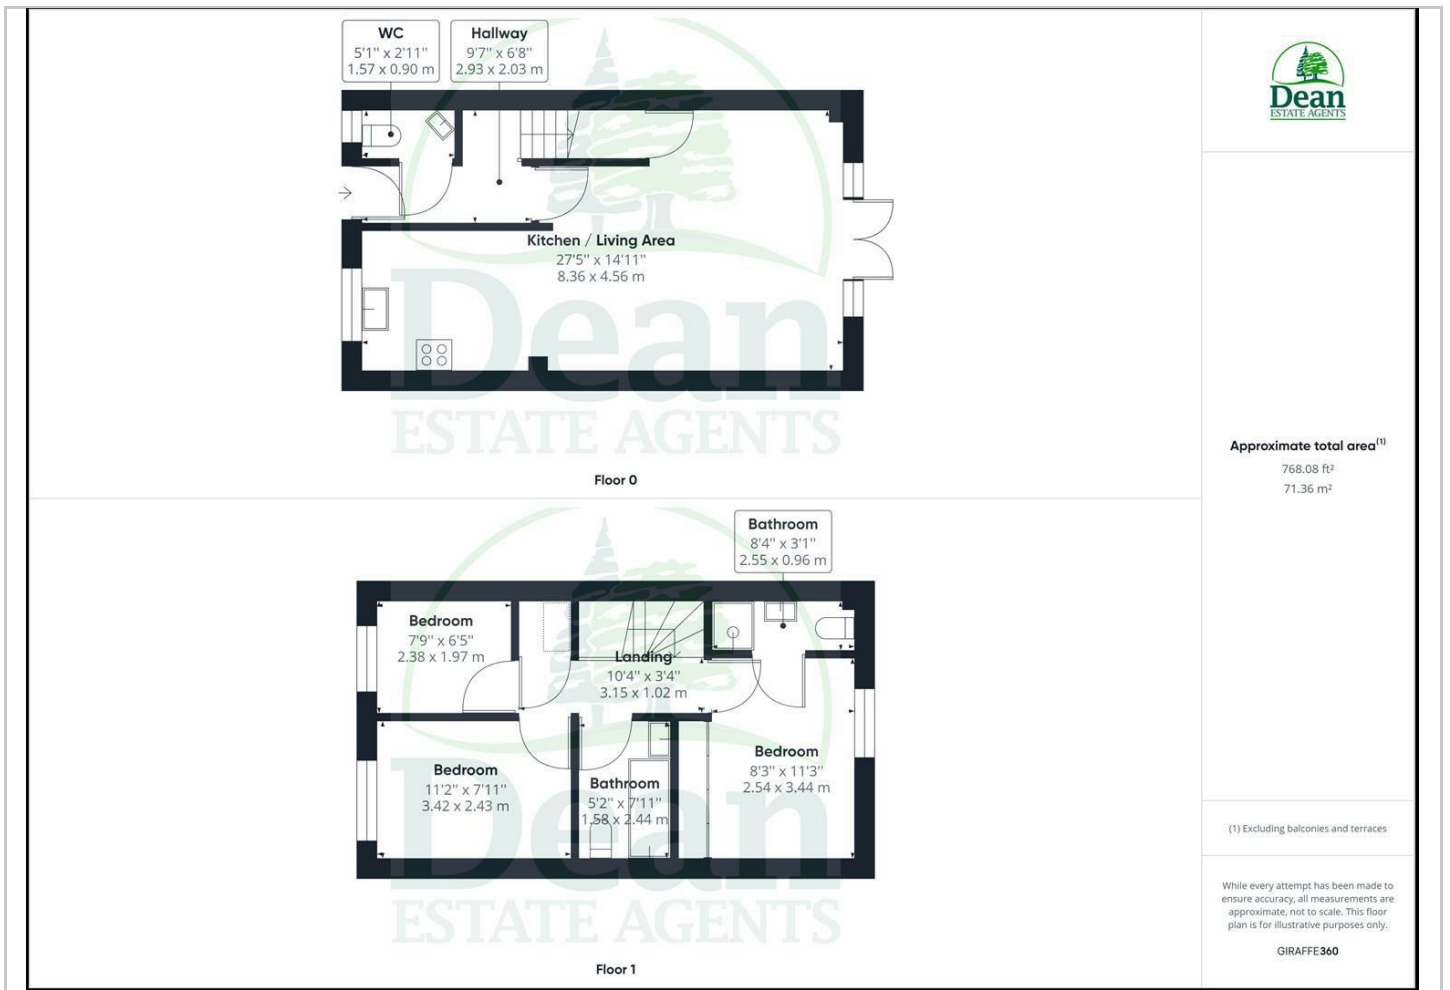 WC
5'1" x 2'11"
1.57 x 0.90 m
Hallway
9'7" x 6'8"
2.93 x 2.03 m
Kitchen / Living Area
27'5" x 14'11"
8.36 x 4.56 m
Dean
ESTATE AGENTS
Floor 0
Bathroom
8'4" x 3'1"
2.55 x 0.96 m
Bedroom
7'9" x 6'5"
2.38 x 1.97 m
Landing
10'4" x 3'4"
3.15 x 1.02 m
Bedroom
11'2" x 7'11"
3.42 x 2.43 m
Bathroom
5'2" x 7'11"
1.58 x 2.44 m
Bedroom
8'3" x 11'3"
2.54 x 3.44 m
Dean
ESTATE AGENTS
Floor 1
Dean
ESTATE AGENTS
Approximate total area(1)
768.08 ft²
71.36 m²
(1) Excluding balconies and terraces
While every attempt has been made to
ensure accuracy, all measurements are
approximate, not to scale. This floor
plan is for illustrative purposes only.
GIRAFFE360